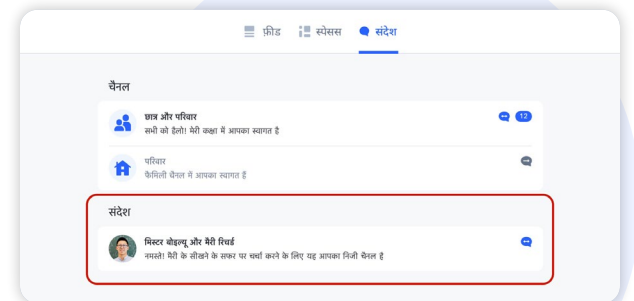 फ़ीड स्पेसस संदेश
चैनल
छात्र और परिवार
12
सभी को हैलो! मेरी कक्षा में आपका स्वागत है
परिवार
फैमिली चैनल में आपका स्वागत हैं
संदेश
मिस्टर वोइल्यू और मैरी रिचर्ड
नमस्ते! मैरी के सीखने के सफर पर चर्चा करने के लिए यह आपका निजी चैनल है